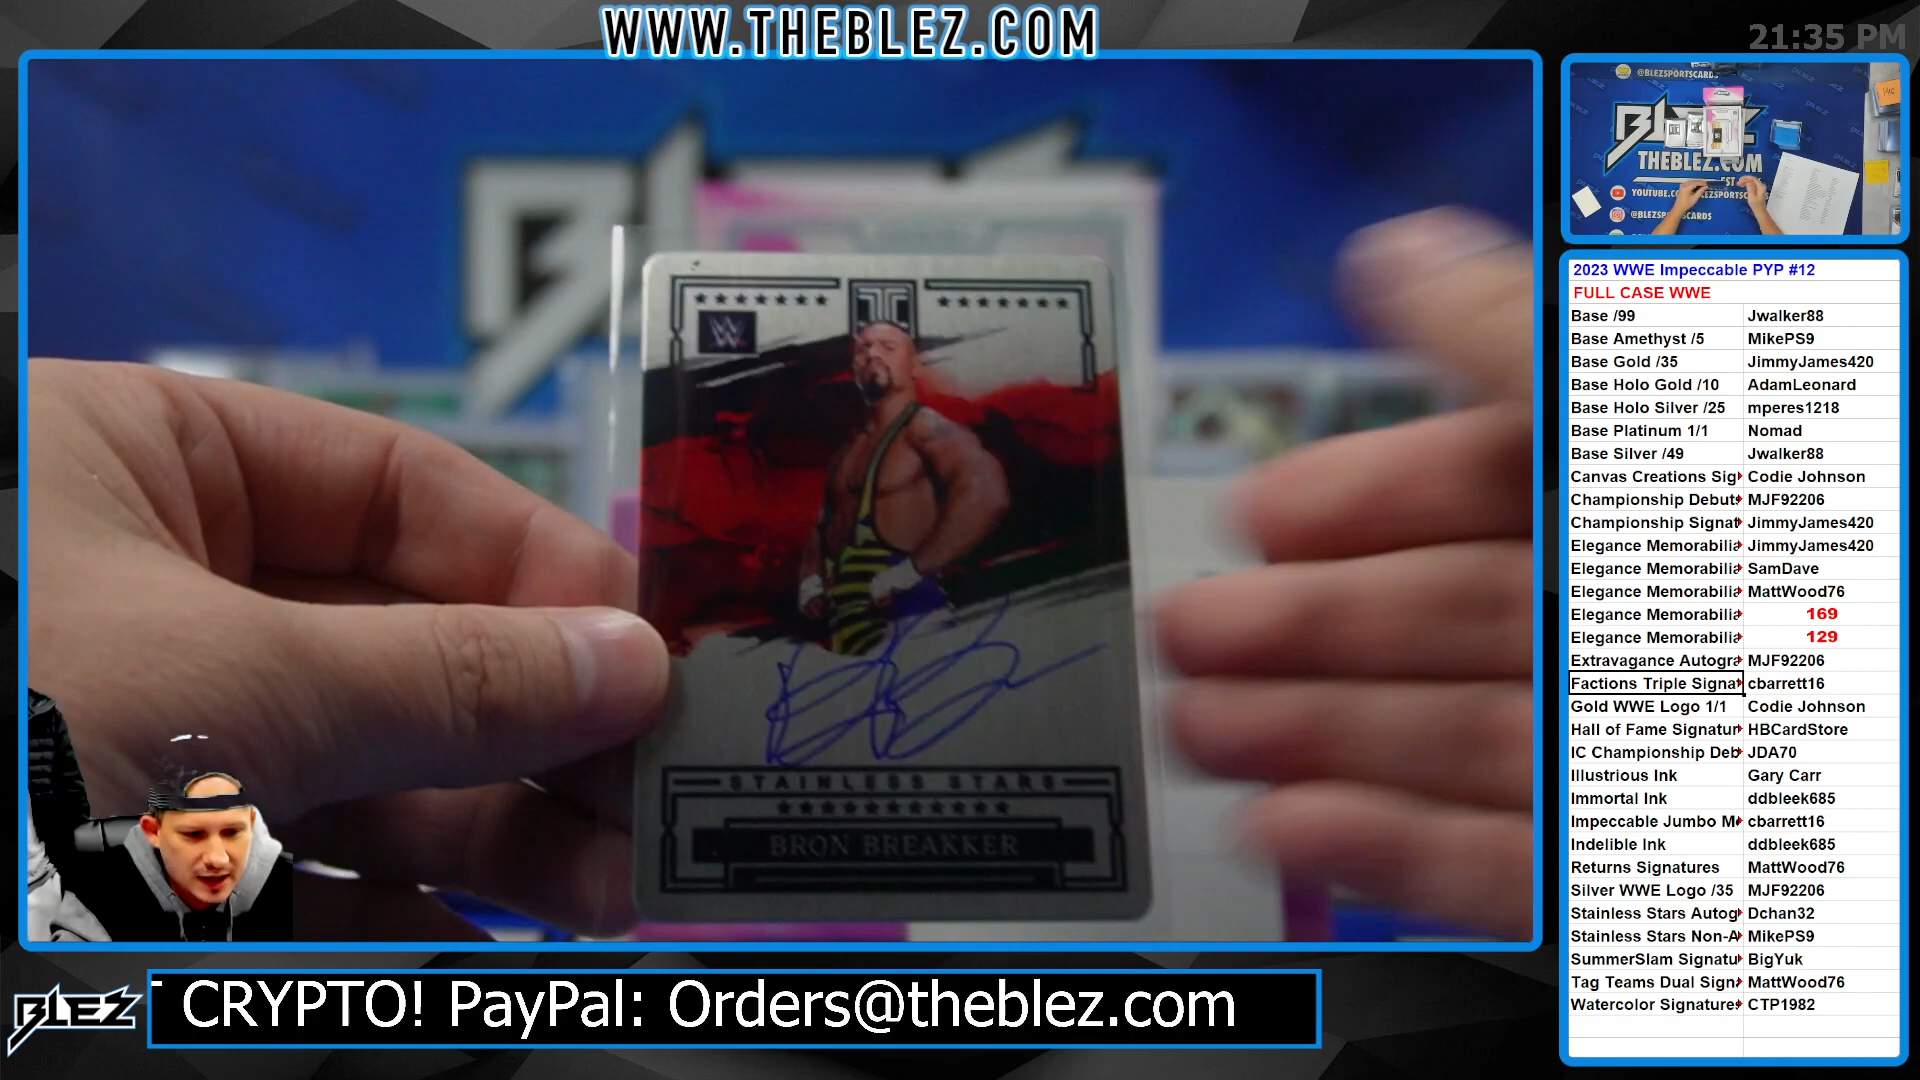 WWW.THEBLEZ.COM
21:35 PM
@BLEZSPORTSCARDS
BLEZ
THEBLEZ.COM
EST
@BLEZSPORTSCARDS
2023 WWE Impeccable PYP #12
FULL CASE WWE
Base /99 Jwalker88
Base Amethyst /5 MikePS9
Base Gold /35 JimmyJames420
Base Holo Gold /10 AdamLeonard
Base Holo Silver /25 mperes1218
Base Platinum 1/1 Nomad
Base Silver /49 Jwalker88
Canvas Creations Sig Codie Johnson
Championship Debut MJF92206
Championship Signat JimmyJames420
Elegance Memorabilia JimmyJames420
Elegance Memorabilia SamDave
Elegance Memorabilia MattWood76
Elegance Memorabilia 169
Elegance Memorabilia 129
Extravagance Autogra MJF92206
Factions Triple Signat cbarrett16
Gold WWE Logo 1/1 Codie Johnson
Hall of Fame Signatur HBCardStore
IC Championship Deb JDA70
Illustrious Ink Gary Carr
Immortal Ink ddbleek685
Impeccable Jumbo M cbarrett16
Indelible Ink ddbleek685
Returns Signatures MattWood76
Silver WWE Logo /35 MJF92206
Stainless Stars Autog Dchan32
Stainless Stars Non-A MikePS9
SummerSlam Signatu BigYuk
Tag Teams Dual Sign MattWood76
Watercolor Signatures CTP1982
W
STAINLESS STARS
BRON BREAKKER
BLEZ
CRYPTO! PayPal: Orders@theblez.com